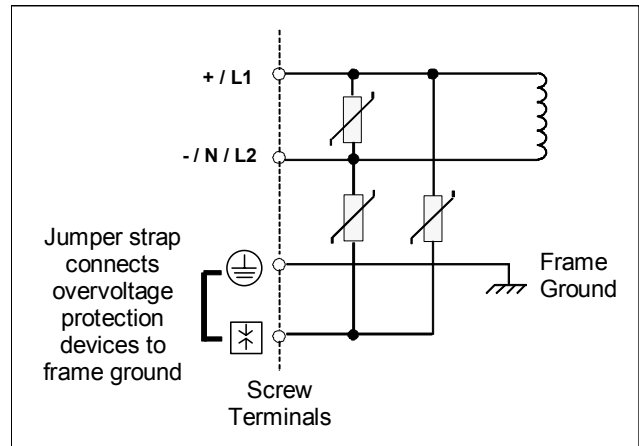 + / L1
- / N / L2
Jumper strap
connects
overvoltage
protection
devices to
frame ground
Frame
Ground
Screw
Terminals